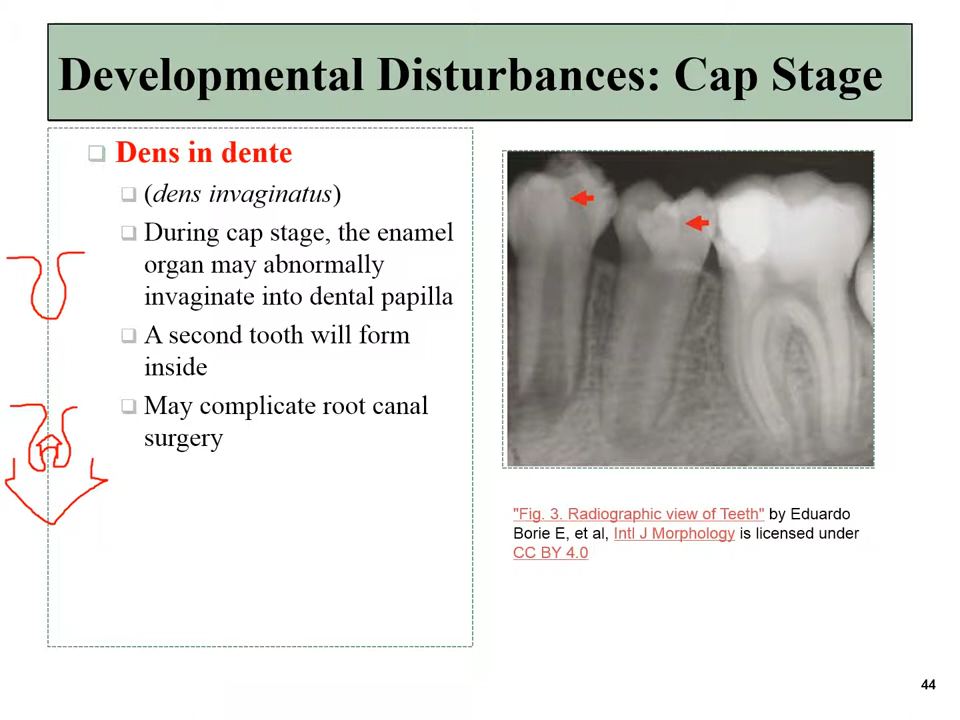 Developmental Disturbances: Cap Stage
Dens in dente
(dens invaginatus)
During cap stage, the enamel
organ may abnormally
invaginate into dental papilla
A second tooth will form
inside
May complicate root canal
surgery
"Fig. 3. Radiographic view of Teeth" by Eduardo
Borie E, et al, Intl J Morphology is licensed under
CC BY 4.0
44